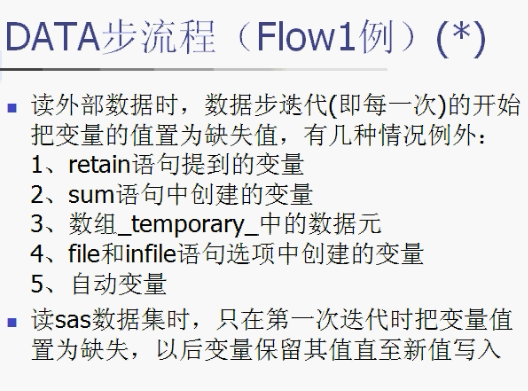 DATA步流程（Flow1例）(*)
读外部数据时，数据步迭代(即每一次)的开始
把变量的值置为缺失值，有几种情况例外：
1、retain语句提到的变量
2、sum语句中创建的变量
3、数组_temporary_中的数据元
4、file和infile语句选项中创建的变量
5、自动变量
读sas数据集时，只在第一次迭代时把变量值
置为缺失，以后变量保留其值直至新值写入